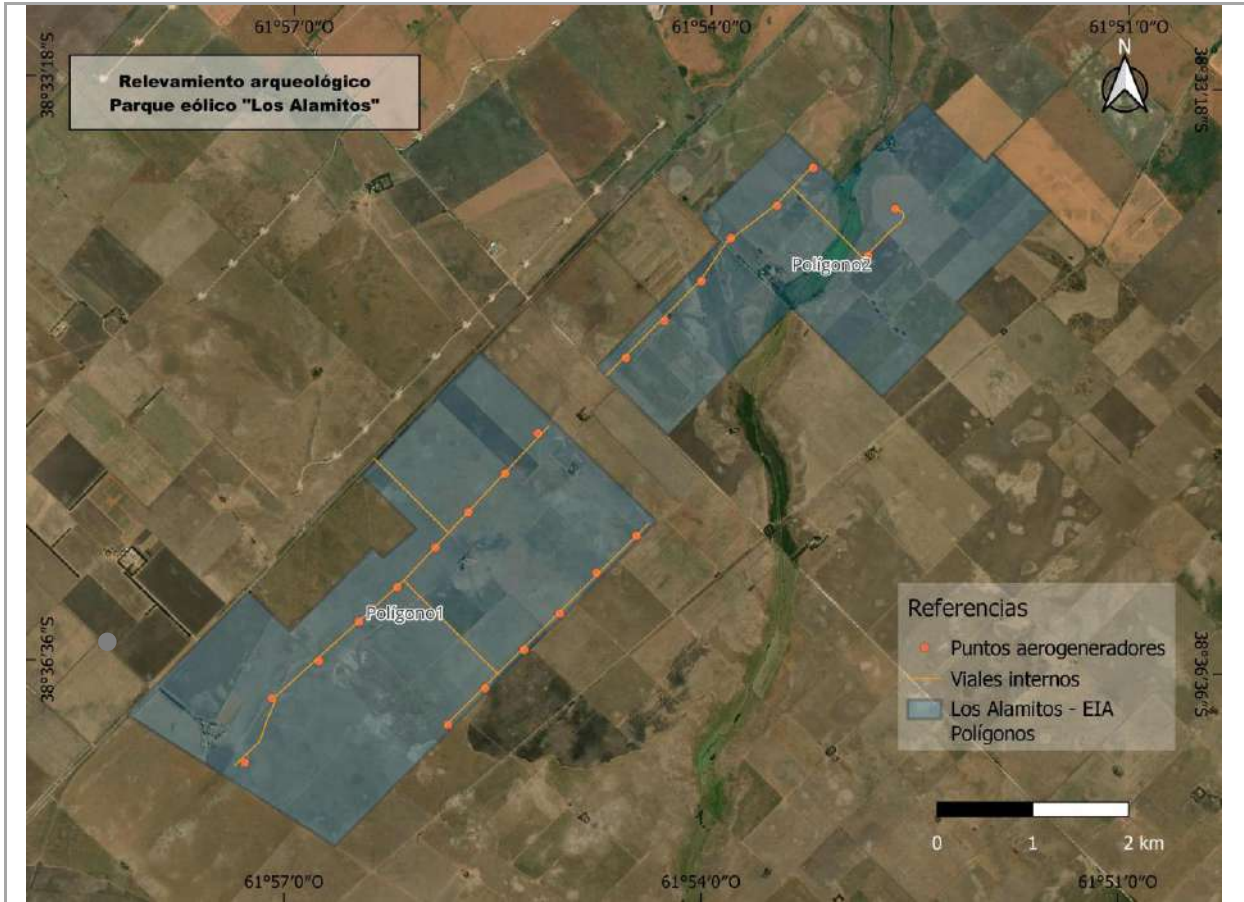 61°57'0"O
61°54'0"O
61°51'0"O
N
38°33'18"S
38°33'18"S
Relevamiento arqueológico
Parque eólico "Los Alamitos"
Polígono2
Polígono1
38°36'36"S
38°36'36"S
Referencias
Puntos aerogeneradores
Viales internos
Los Alamitos - EIA
Polígonos
0 1 2 km
61°57'0"O
61°54'0"O
61°51'0"O